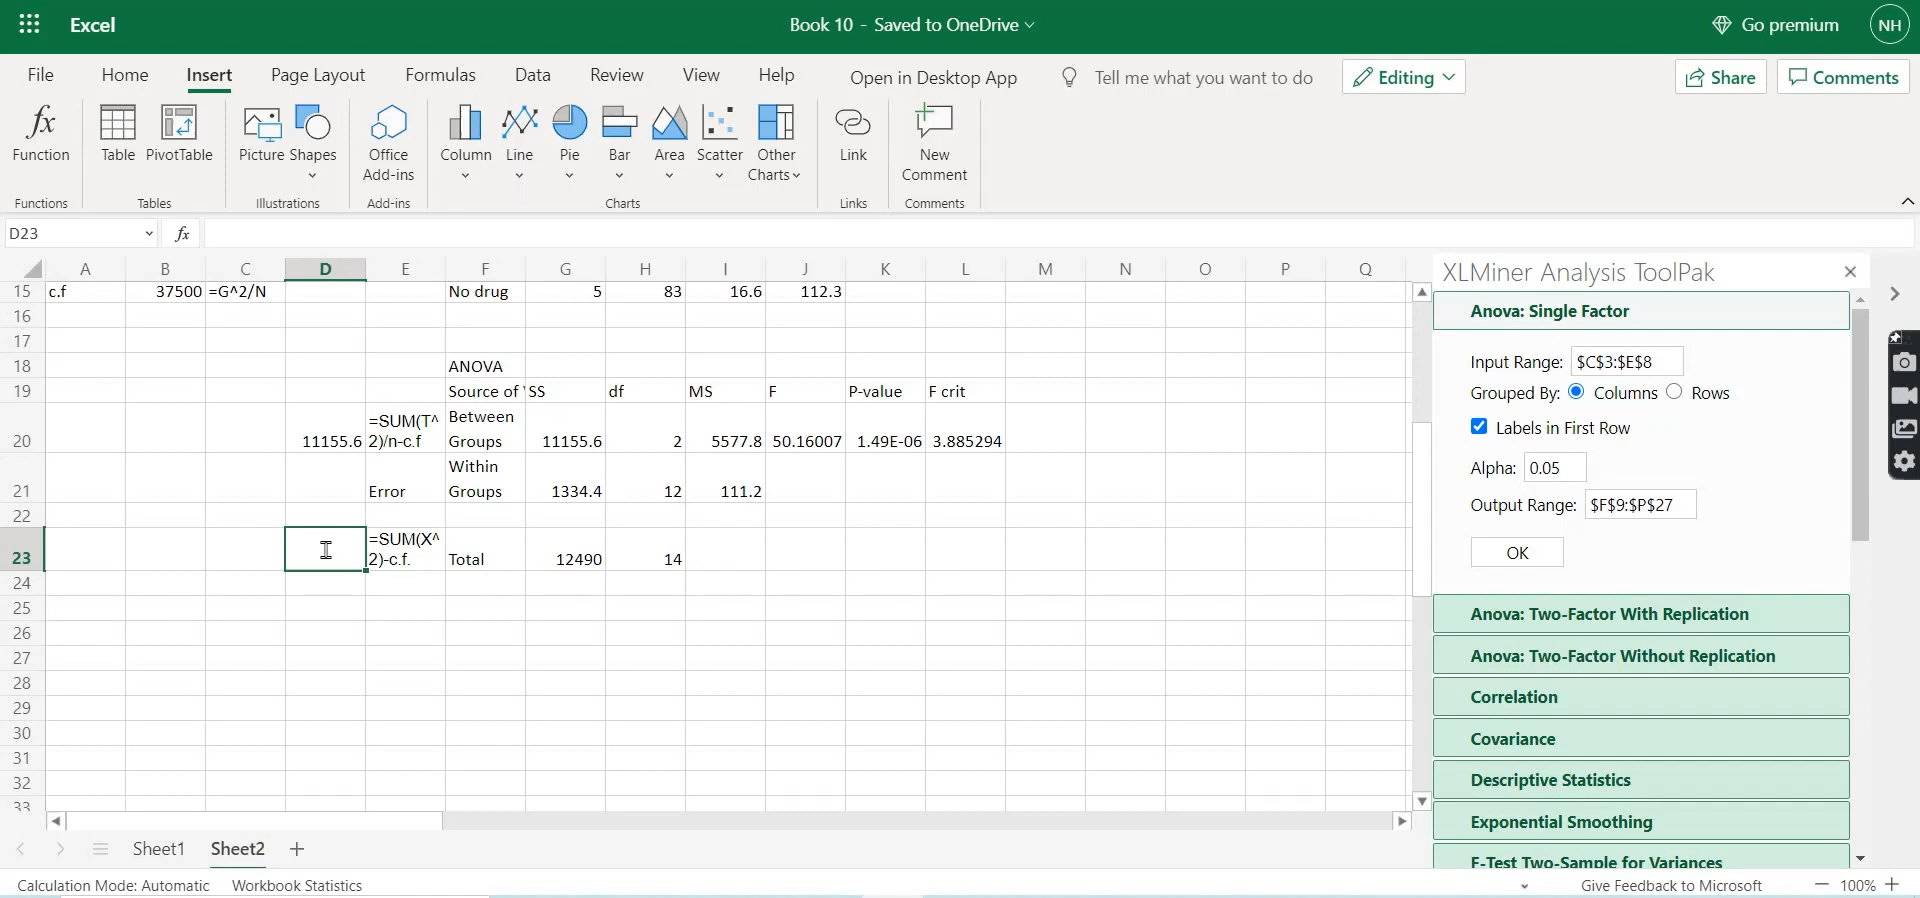 Excel
Book 10 - Saved to OneDrive
Go premium
NH
File Home Insert Page Layout Formulas Data Review View Help Open in Desktop App Tell me what you want to do Editing Share Comments
fx
Function Table PivotTable Picture Shapes Office Add-ins Column Line Pie Bar Area Scatter Other Charts Link New Comment
Functions Tables Illustrations Add-ins Charts Links Comments
D23 fx
A B C D E F G H I J K L M N O P Q
15 c.f 37500 =G^2/N No drug 5 83 16.6 112.3
16
17
18 ANOVA
19 Source of SS df MS F P-value F crit
20 11155.6 =SUM(T^2)/n-c.f Between Groups 11155.6 2 5577.8 50.16007 1.49E-06 3.885294
21 Error Within Groups 1334.4 12 111.2
22
23 =SUM(X^2)-c.f. Total 12490 14
24
25
26
27
28
29
30
31
32
33
Sheet1 Sheet2
Calculation Mode: Automatic Workbook Statistics
Give Feedback to Microsoft
100%
XLMiner Analysis ToolPak
Anova: Single Factor
Input Range: $C$3:$E$8
Grouped By: Columns Rows
Labels in First Row
Alpha: 0.05
Output Range: $F$9:$P$27
OK
Anova: Two-Factor With Replication
Anova: Two-Factor Without Replication
Correlation
Covariance
Descriptive Statistics
Exponential Smoothing
F-Test Two-Sample for Variances